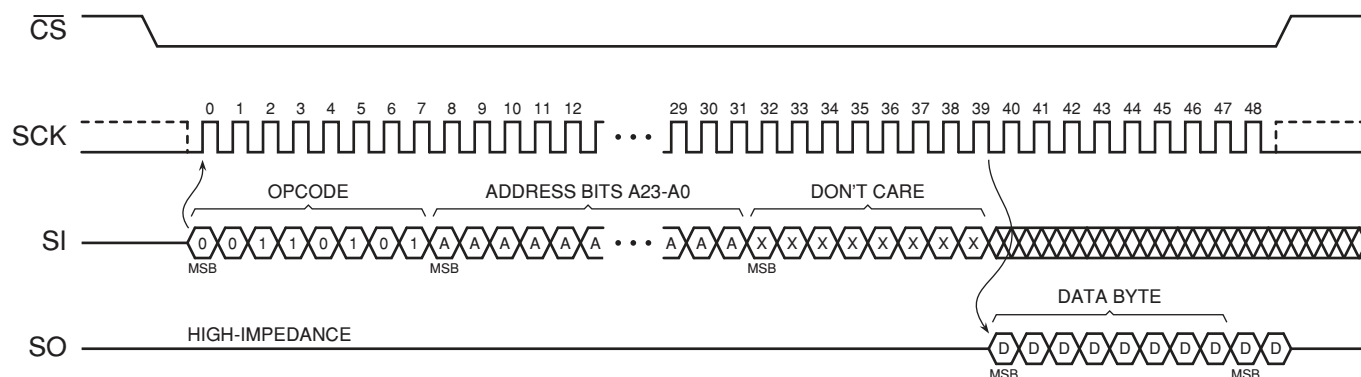 CS
0 1 2 3 4 5 6 7 8 9 10 11 12 29 30 31 32 33 34 35 36 37 38 39 40 41 42 43 44 45 46 47 48
SCK
OPCODE ADDRESS BITS A23-A0 DON'T CARE
SI 0 0 1 1 0 1 0 1 A A A A A A A A A X X X X X X X X
MSB MSB MSB
DATA BYTE
HIGH-IMPEDANCE
SO D D D D D D D D D D
MSB MSB